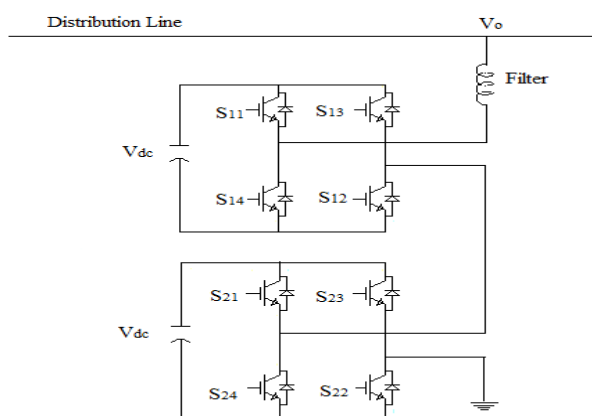 Distribution Line
Vo
Filter
S11
S13
Vdc
S14
S12
S21
S23
Vdc
S24
S22